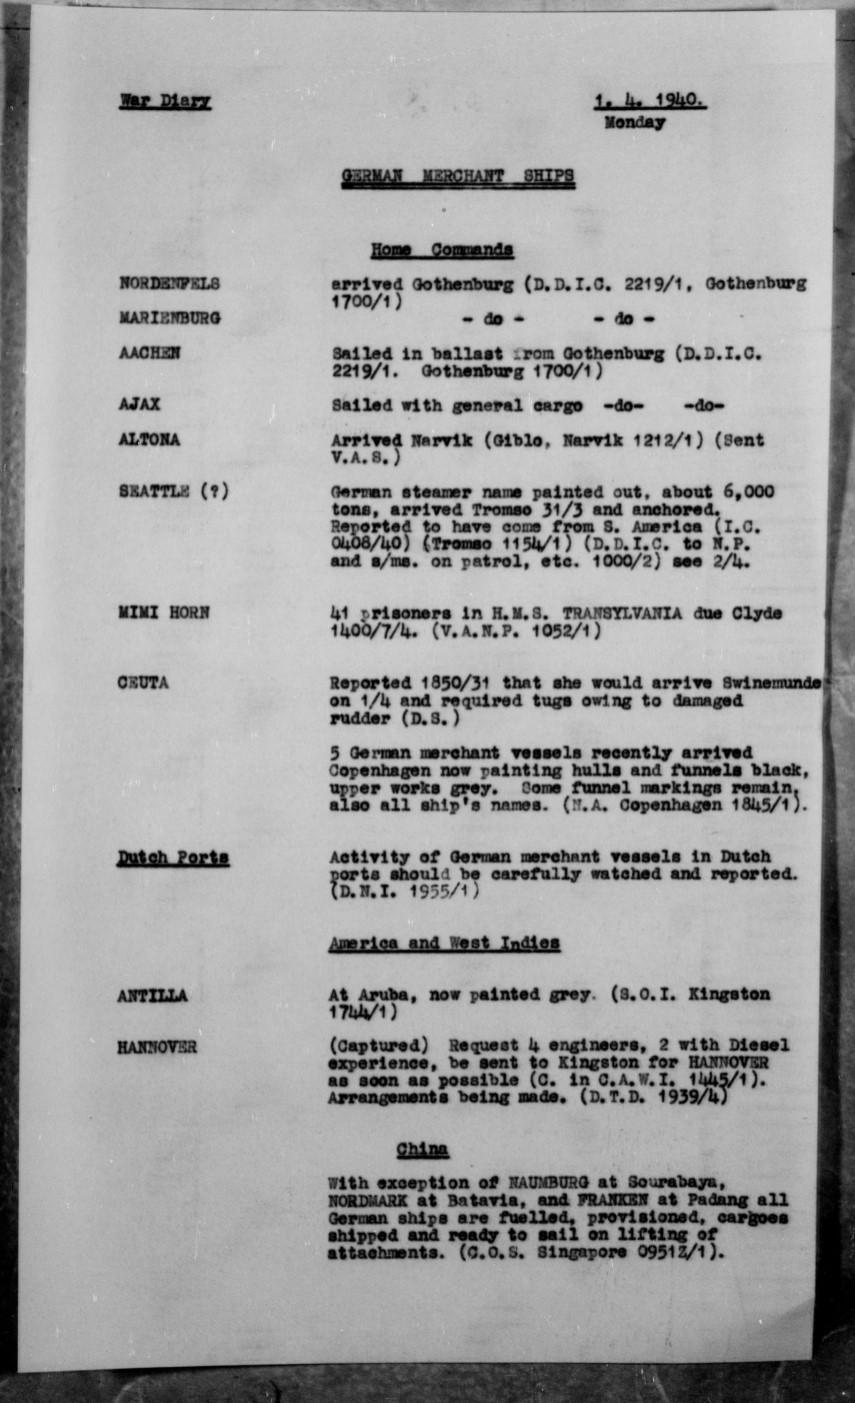 War Diary 1. 4. 1940.
Monday
GERMAN MERCHANT SHIPS
Home Commands
NORDENFELS arrived Gothenburg (D.D.I.C. 2219/1, Gothenburg
1700/1)
MARIENBURG - do - - do -
AACHEN Sailed in ballast from Gothenburg (D.D.I.C.
2219/1. Gothenburg 1700/1)
AJAX Sailed with general cargo -do- -do-
ALTONA Arrived Narvik (Giblo, Narvik 1212/1) (Sent
V.A.S.)
SEATTLE (?) German steamer name painted out, about 6,000
tons, arrived Tromso 31/3 and anchored.
Reported to have come from S. America (I.C.
0408/40) (Tromso 1154/1) (D.D.I.C. to N.P.
and s/ms. on patrol, etc. 1000/2) see 2/4.
MIMI HORN 41 prisoners in H.M.S. TRANSYLVANIA due Clyde
1400/7/4. (V.A.N.P. 1052/1)
CEUTA Reported 1850/31 that she would arrive Swinemunde
on 1/4 and required tugs owing to damaged
rudder (D.S.)
5 German merchant vessels recently arrived
Copenhagen now painting hulls and funnels black,
upper works grey. Some funnel markings remain,
also all ship's names. (N.A. Copenhagen 1845/1).
Dutch Ports Activity of German merchant vessels in Dutch
ports should be carefully watched and reported.
(D.N.I. 1955/1)
America and West Indies
ANTILLA At Aruba, now painted grey. (S.O.I. Kingston
1744/1)
HANNOVER (Captured) Request 4 engineers, 2 with Diesel
experience, be sent to Kingston for HANNOVER
as soon as possible (C. in C.A.W.I. 1445/1).
Arrangements being made. (D.T.D. 1939/4)
China
With exception of NAUMBURG at Sourabaya,
NORDMARK at Batavia, and FRANKEN at Padang all
German ships are fuelled, provisioned, cargoes
shipped and ready to sail on lifting of
attachments. (C.O.S. Singapore 0951Z/1).